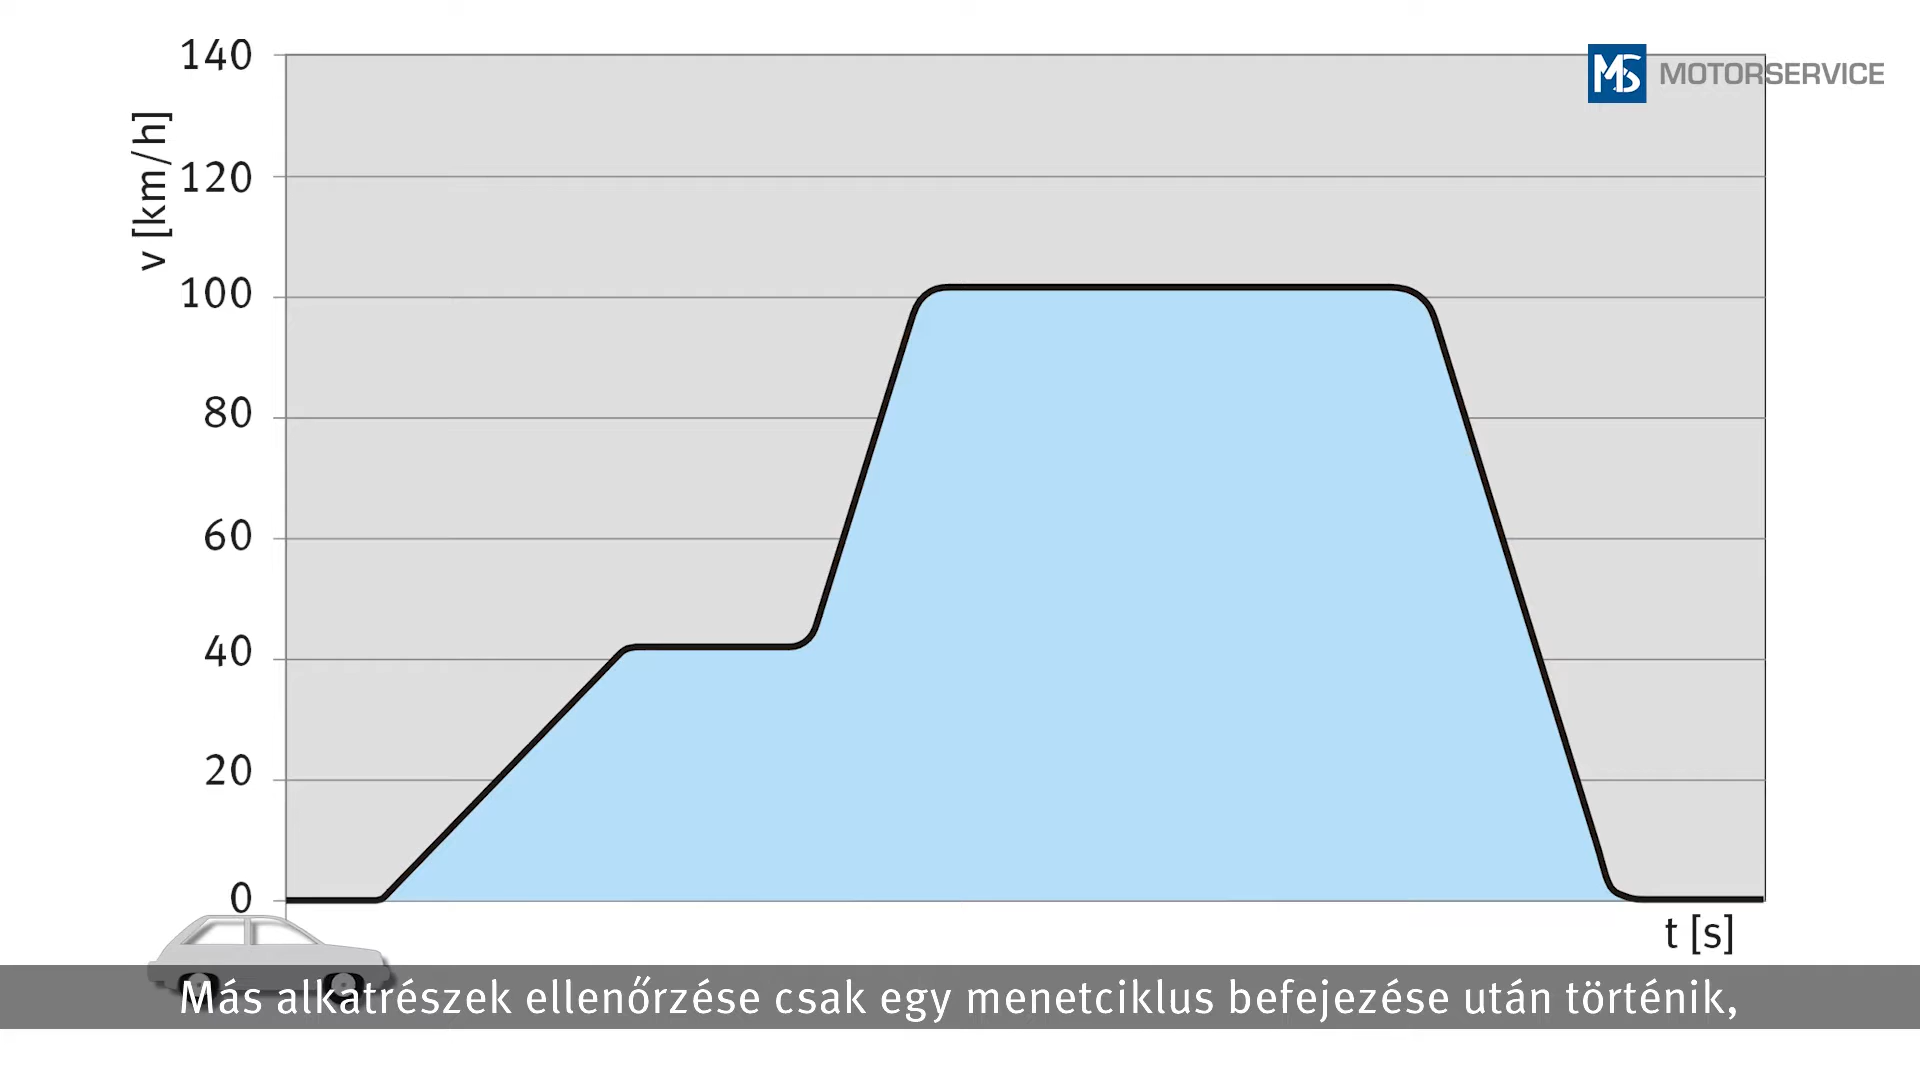 140
MS MOTORSERVICE
v [km/h]
120
100
80
60
40
20
0
t [s]
Más alkatrészek ellenőrzése csak egy menetciklus befejezése után történik,